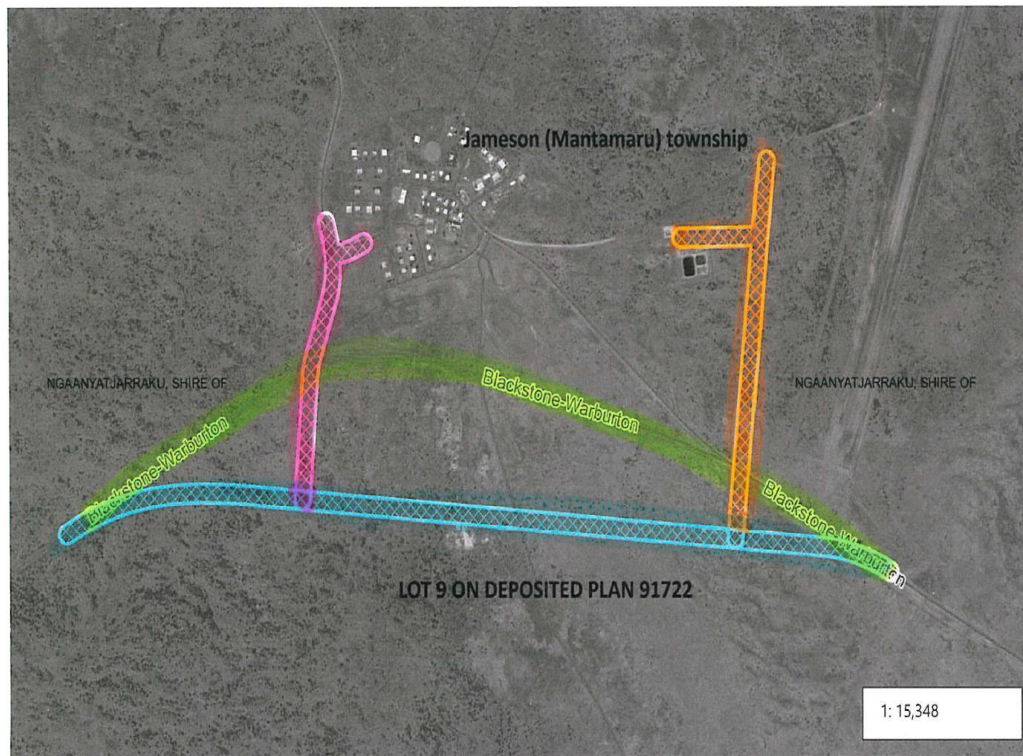 Jameson (Mantamaru) township
NGAANYATJARRAKU, SHIRE OF
NGAANYATJARRAKU, SHIRE OF
Blackstone-Warburton
Blackstone-Warburton
Blackstone-Warburton
LOT 9 ON DEPOSITED PLAN 91722
1: 15,348